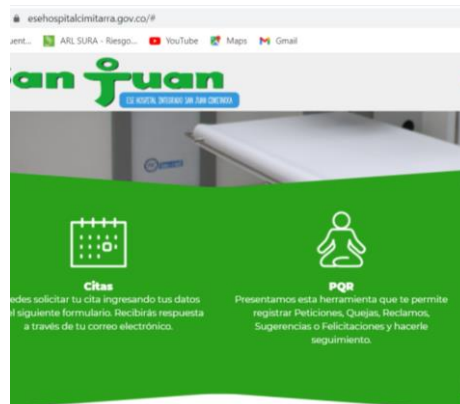 esehospitalcimitarra.gov.co/#
uent... ARL SURA - Riesgo... YouTube Maps Gmail
San Juan
ESE HOSPITAL INTEGRADO SAN JUAN CIMITARRA
Citas
edes solicitar tu cita ingresando tus datos
l siguiente formulario. Recibirás respuesta
a través de tu correo electrónico.
PQR
Presentamos esta herramienta que te permite
registrar Peticiones, Quejas, Reclamos,
Sugerencias o Felicitaciones y hacerle
seguimiento.